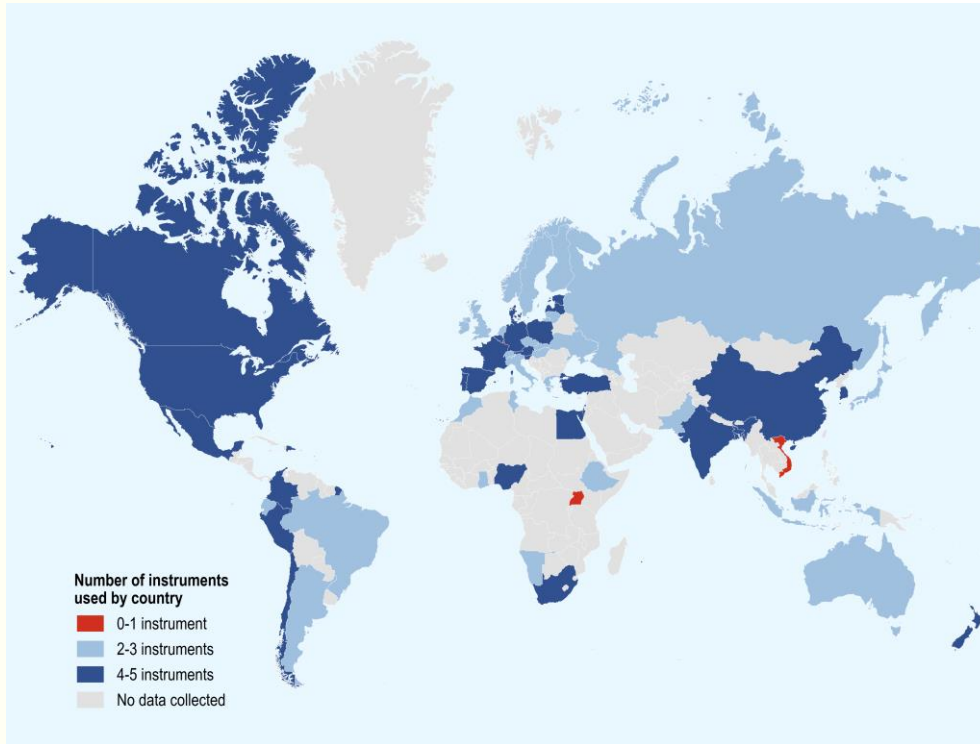 Number of instruments
used by country
0-1 instrument
2-3 instruments
4-5 instruments
No data collected